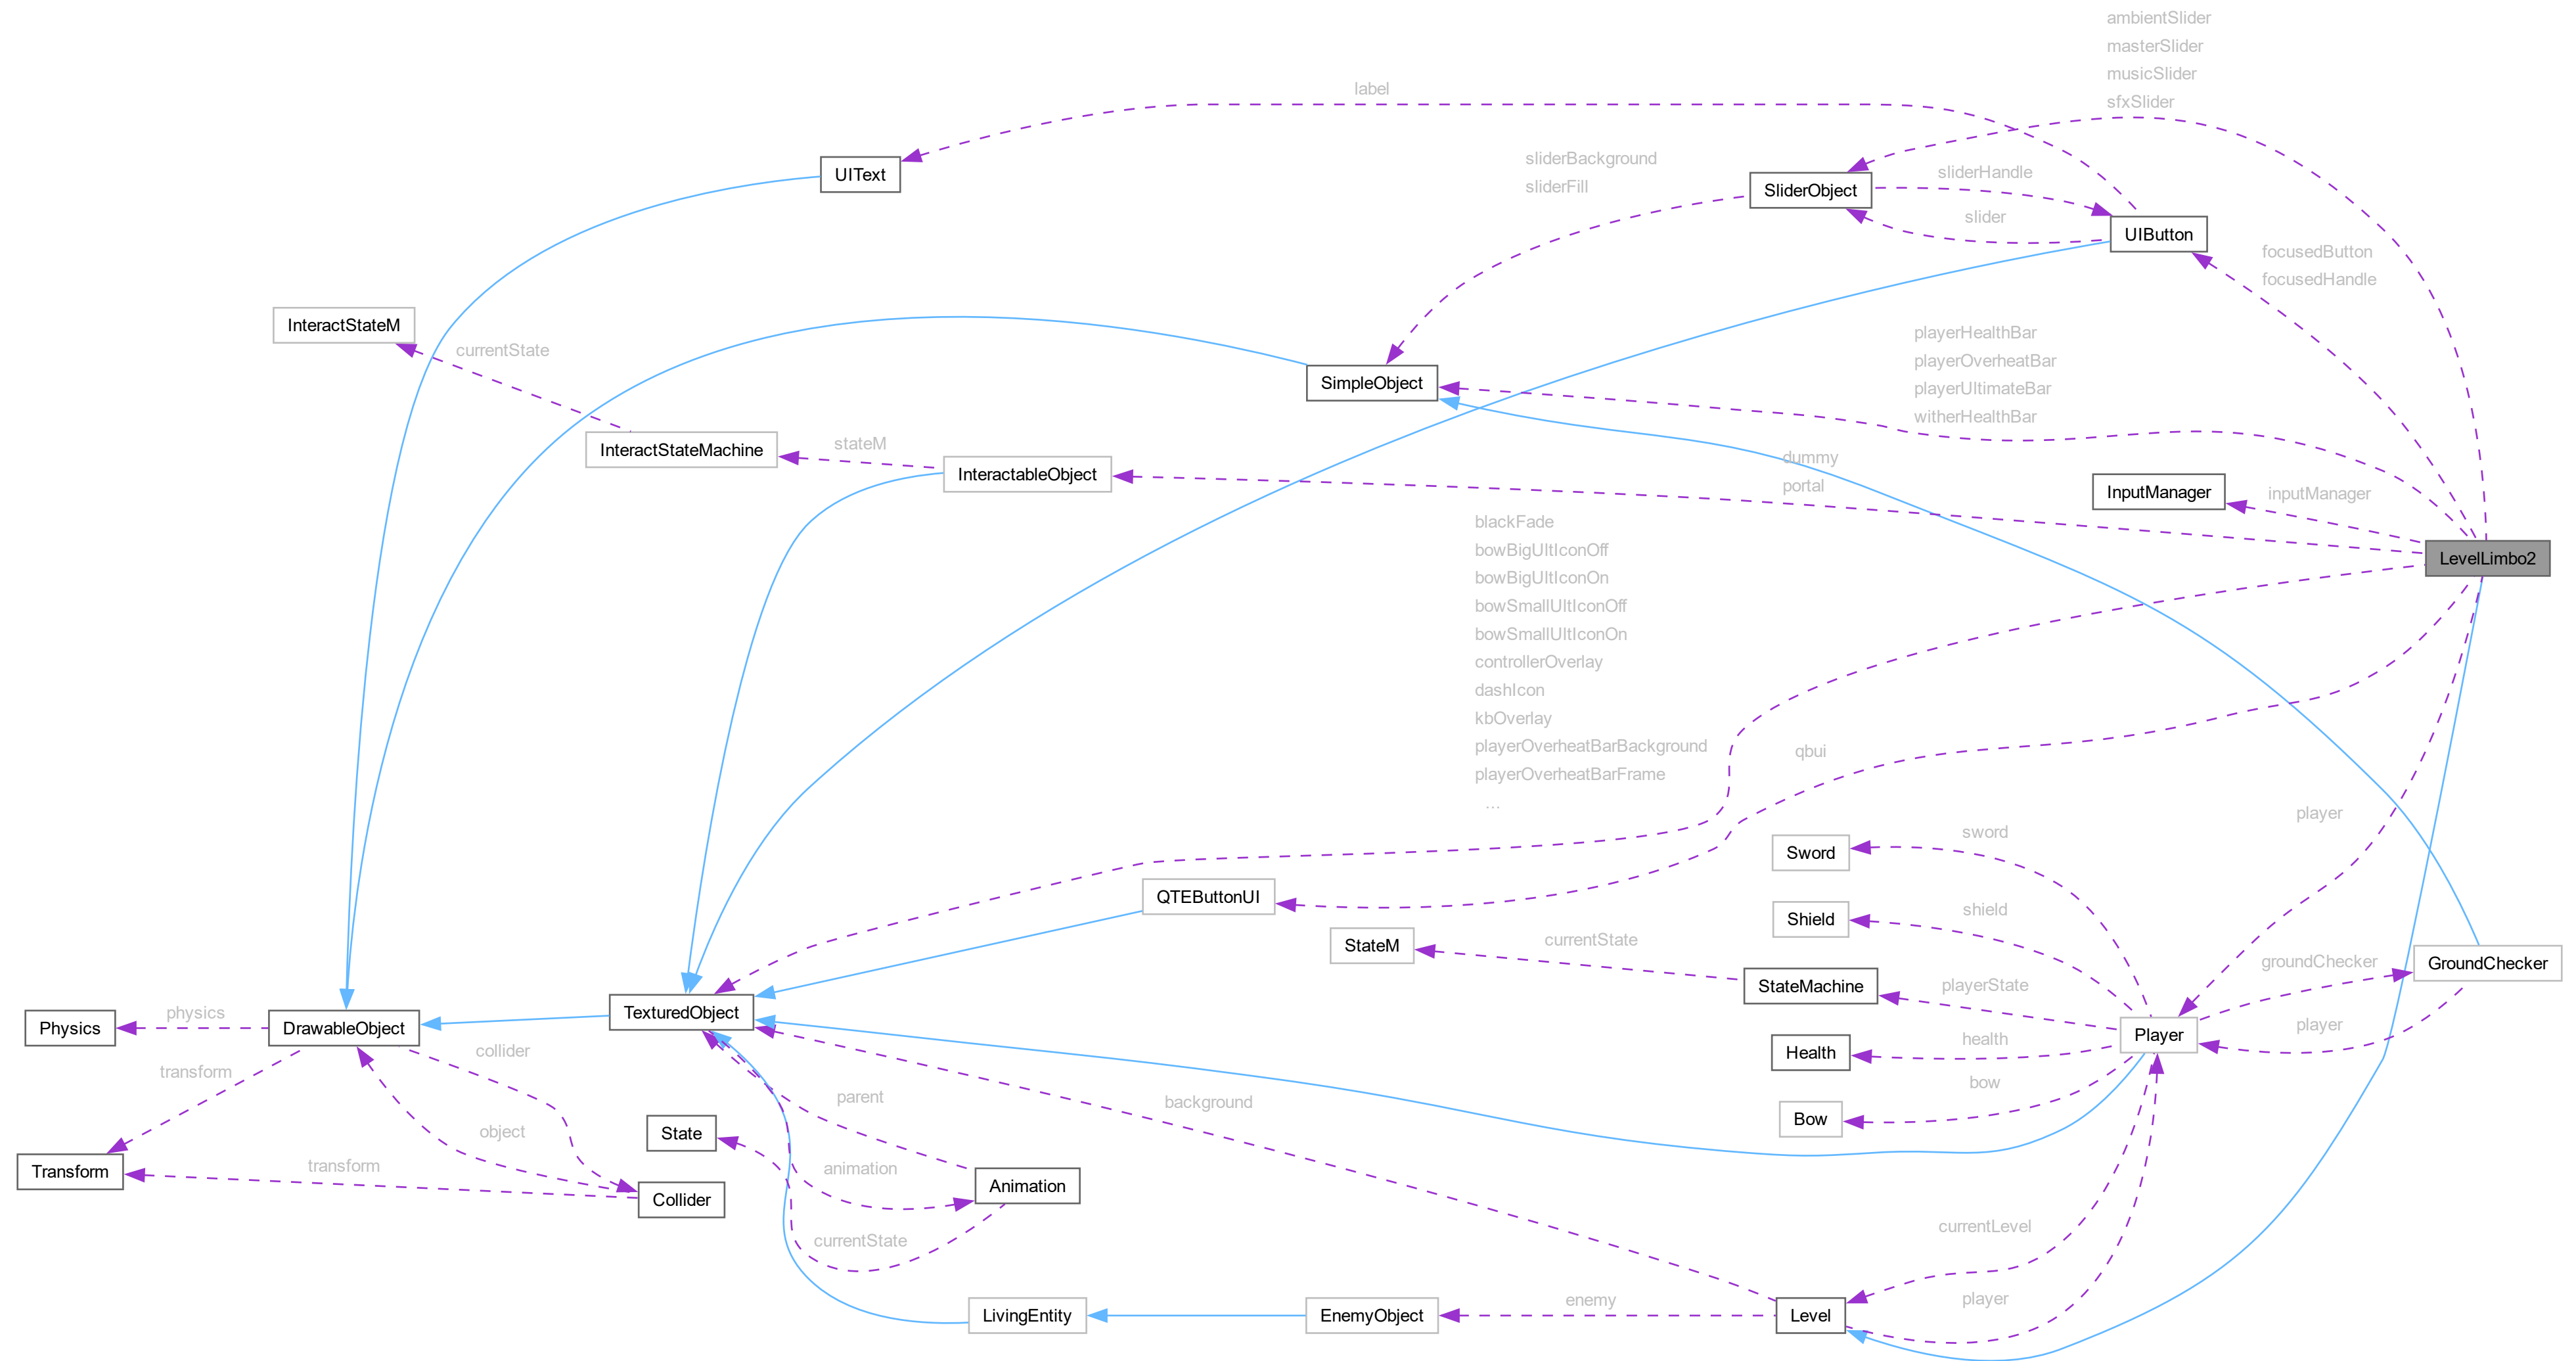 ambientSlider
masterSlider
musicSlider
sfxSlider
label
UIText
sliderBackground
sliderFill
SliderObject
sliderHandle
slider
UIButton
focusedButton
focusedHandle
InteractStateM
currentState
SimpleObject
playerHealthBar
playerOverheatBar
playerUltimateBar
witherHealthBar
InteractStateMachine
stateM
InteractableObject
dummy
portal
InputManager
inputManager
LevelLimbo2
blackFade
bowBigUltIconOff
bowBigUltIconOn
bowSmallUltIconOff
bowSmallUltIconOn
controllerOverlay
dashIcon
kbOverlay
playerOverheatBarBackground
playerOverheatBarFrame
...
qbui
player
Sword
sword
QTEButtonUI
Shield
shield
StateM
currentState
StateMachine
playerState
groundChecker
GroundChecker
Physics
physics
DrawableObject
TexturedObject
Player
player
Health
health
collider
transform
parent
background
Bow
bow
State
object
Transform
transform
Collider
animation
Animation
currentState
currentLevel
LivingEntity
EnemyObject
enemy
Level
player